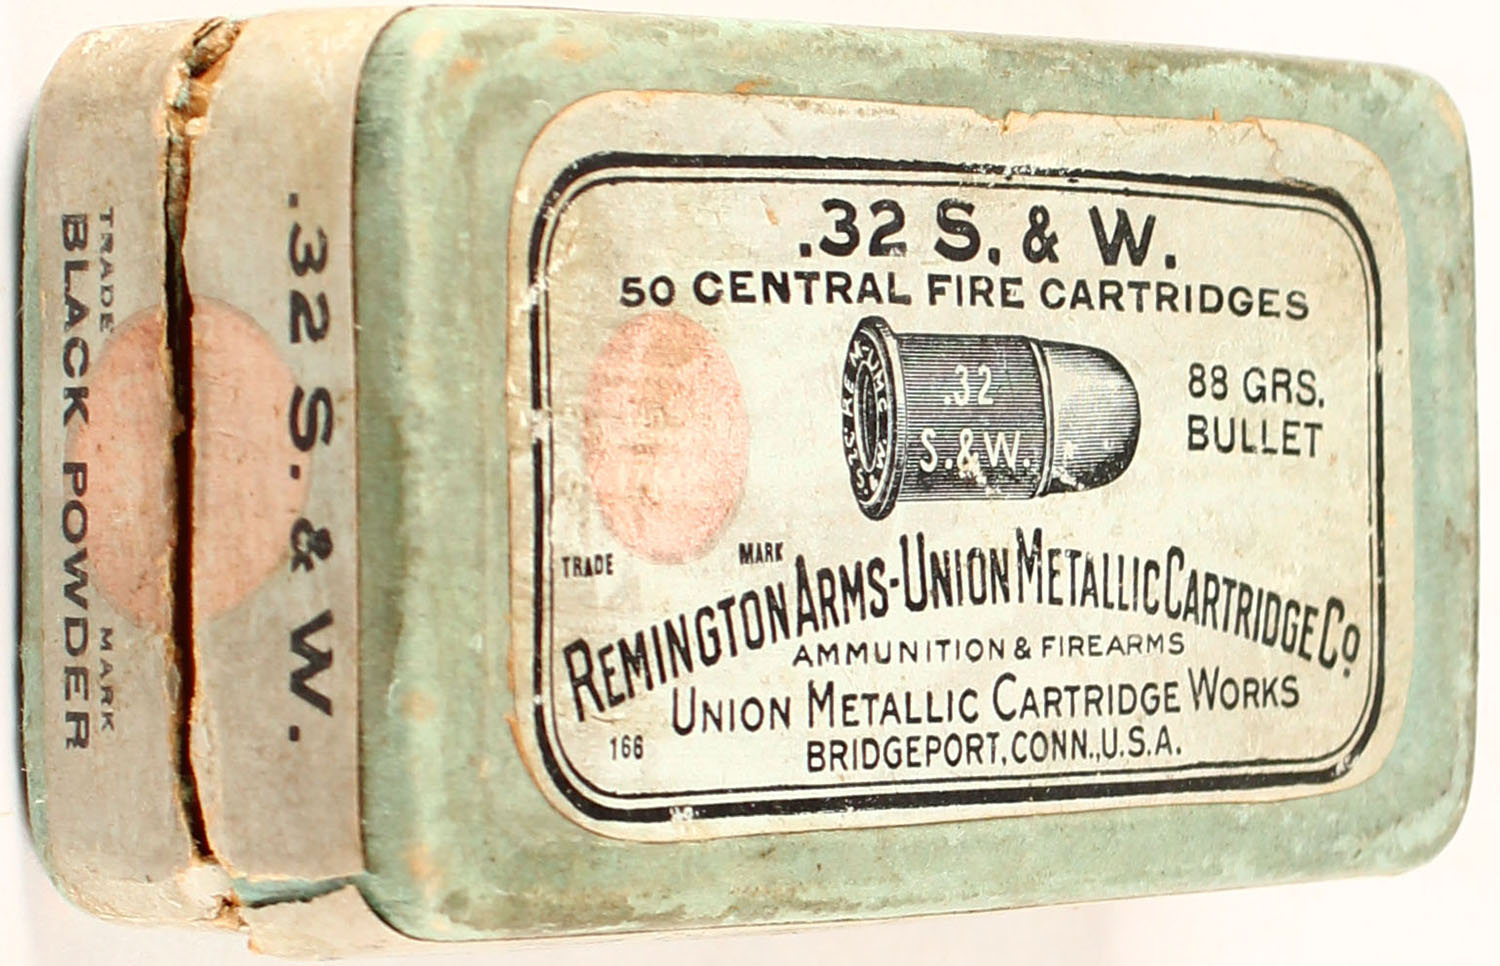 .32 S. & W.
50 CENTRAL FIRE CARTRIDGES
.32
S.&W.
88 GRS.
BULLET
TRADE MARK
REMINGTON ARMS-UNION METALLIC CARTRIDGE CO
AMMUNITION & FIREARMS
UNION METALLIC CARTRIDGE WORKS
166
BRIDGEPORT, CONN., U.S.A.
.32 S. & W.
TRADE MARK
BLACK POWDER